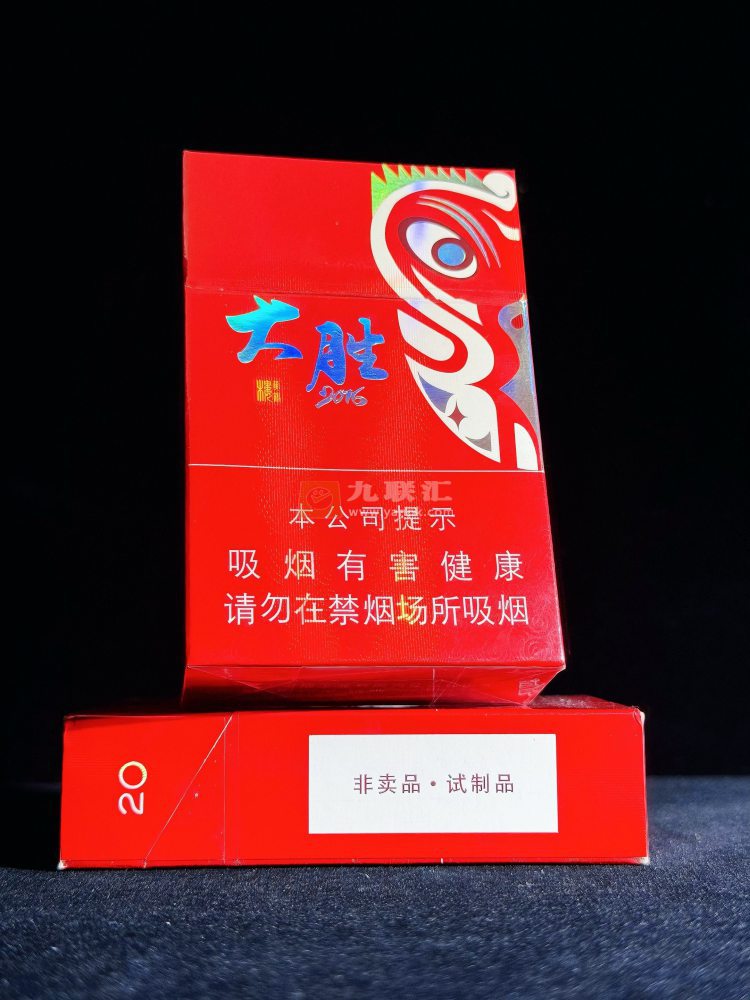 大胜
2016
樓
九联汇
本公司提示
吸烟有害健康
请勿在禁烟场所吸烟
20
非卖品·试制品